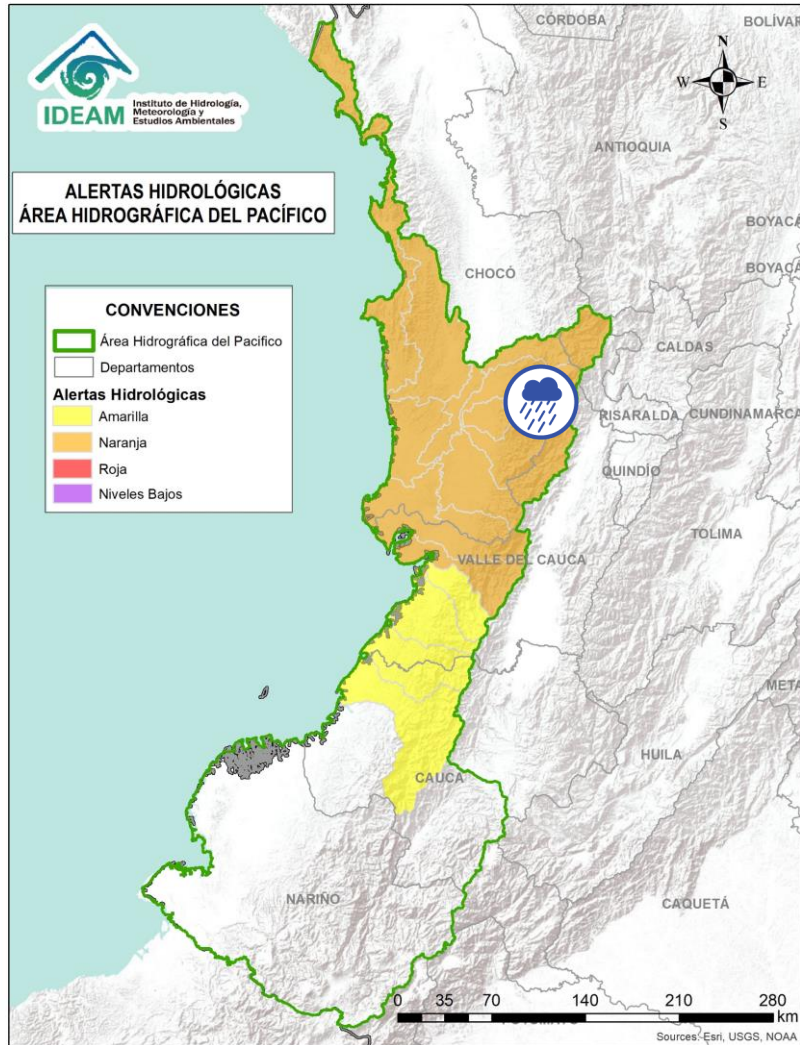 IDEAM
Instituto de Hidrología,
Meteorología y
Estudios Ambientales
ALERTAS HIDROLÓGICAS
ÁREA HIDROGRÁFICA DEL PACÍFICO
CONVENCIONES
Área Hidrográfica del Pacifico
Departamentos
Alertas Hidrológicas
Amarilla
Naranja
Roja
Niveles Bajos
CÓRDOBA
BOLÍVAR
N
W
E
S
ANTIOQUIA
BOYACÁ
CHOCÓ
BOYACÁ
CALDAS
RISARALDA
CUNDINAMARCA
QUINDÍO
TOLIMA
VALLE DEL CAUCA
META
HUILA
CAUCA
NARIÑO
CAQUETÁ
0 35 70 140 210 280
km
Sources: Esri, USGS, NOAA